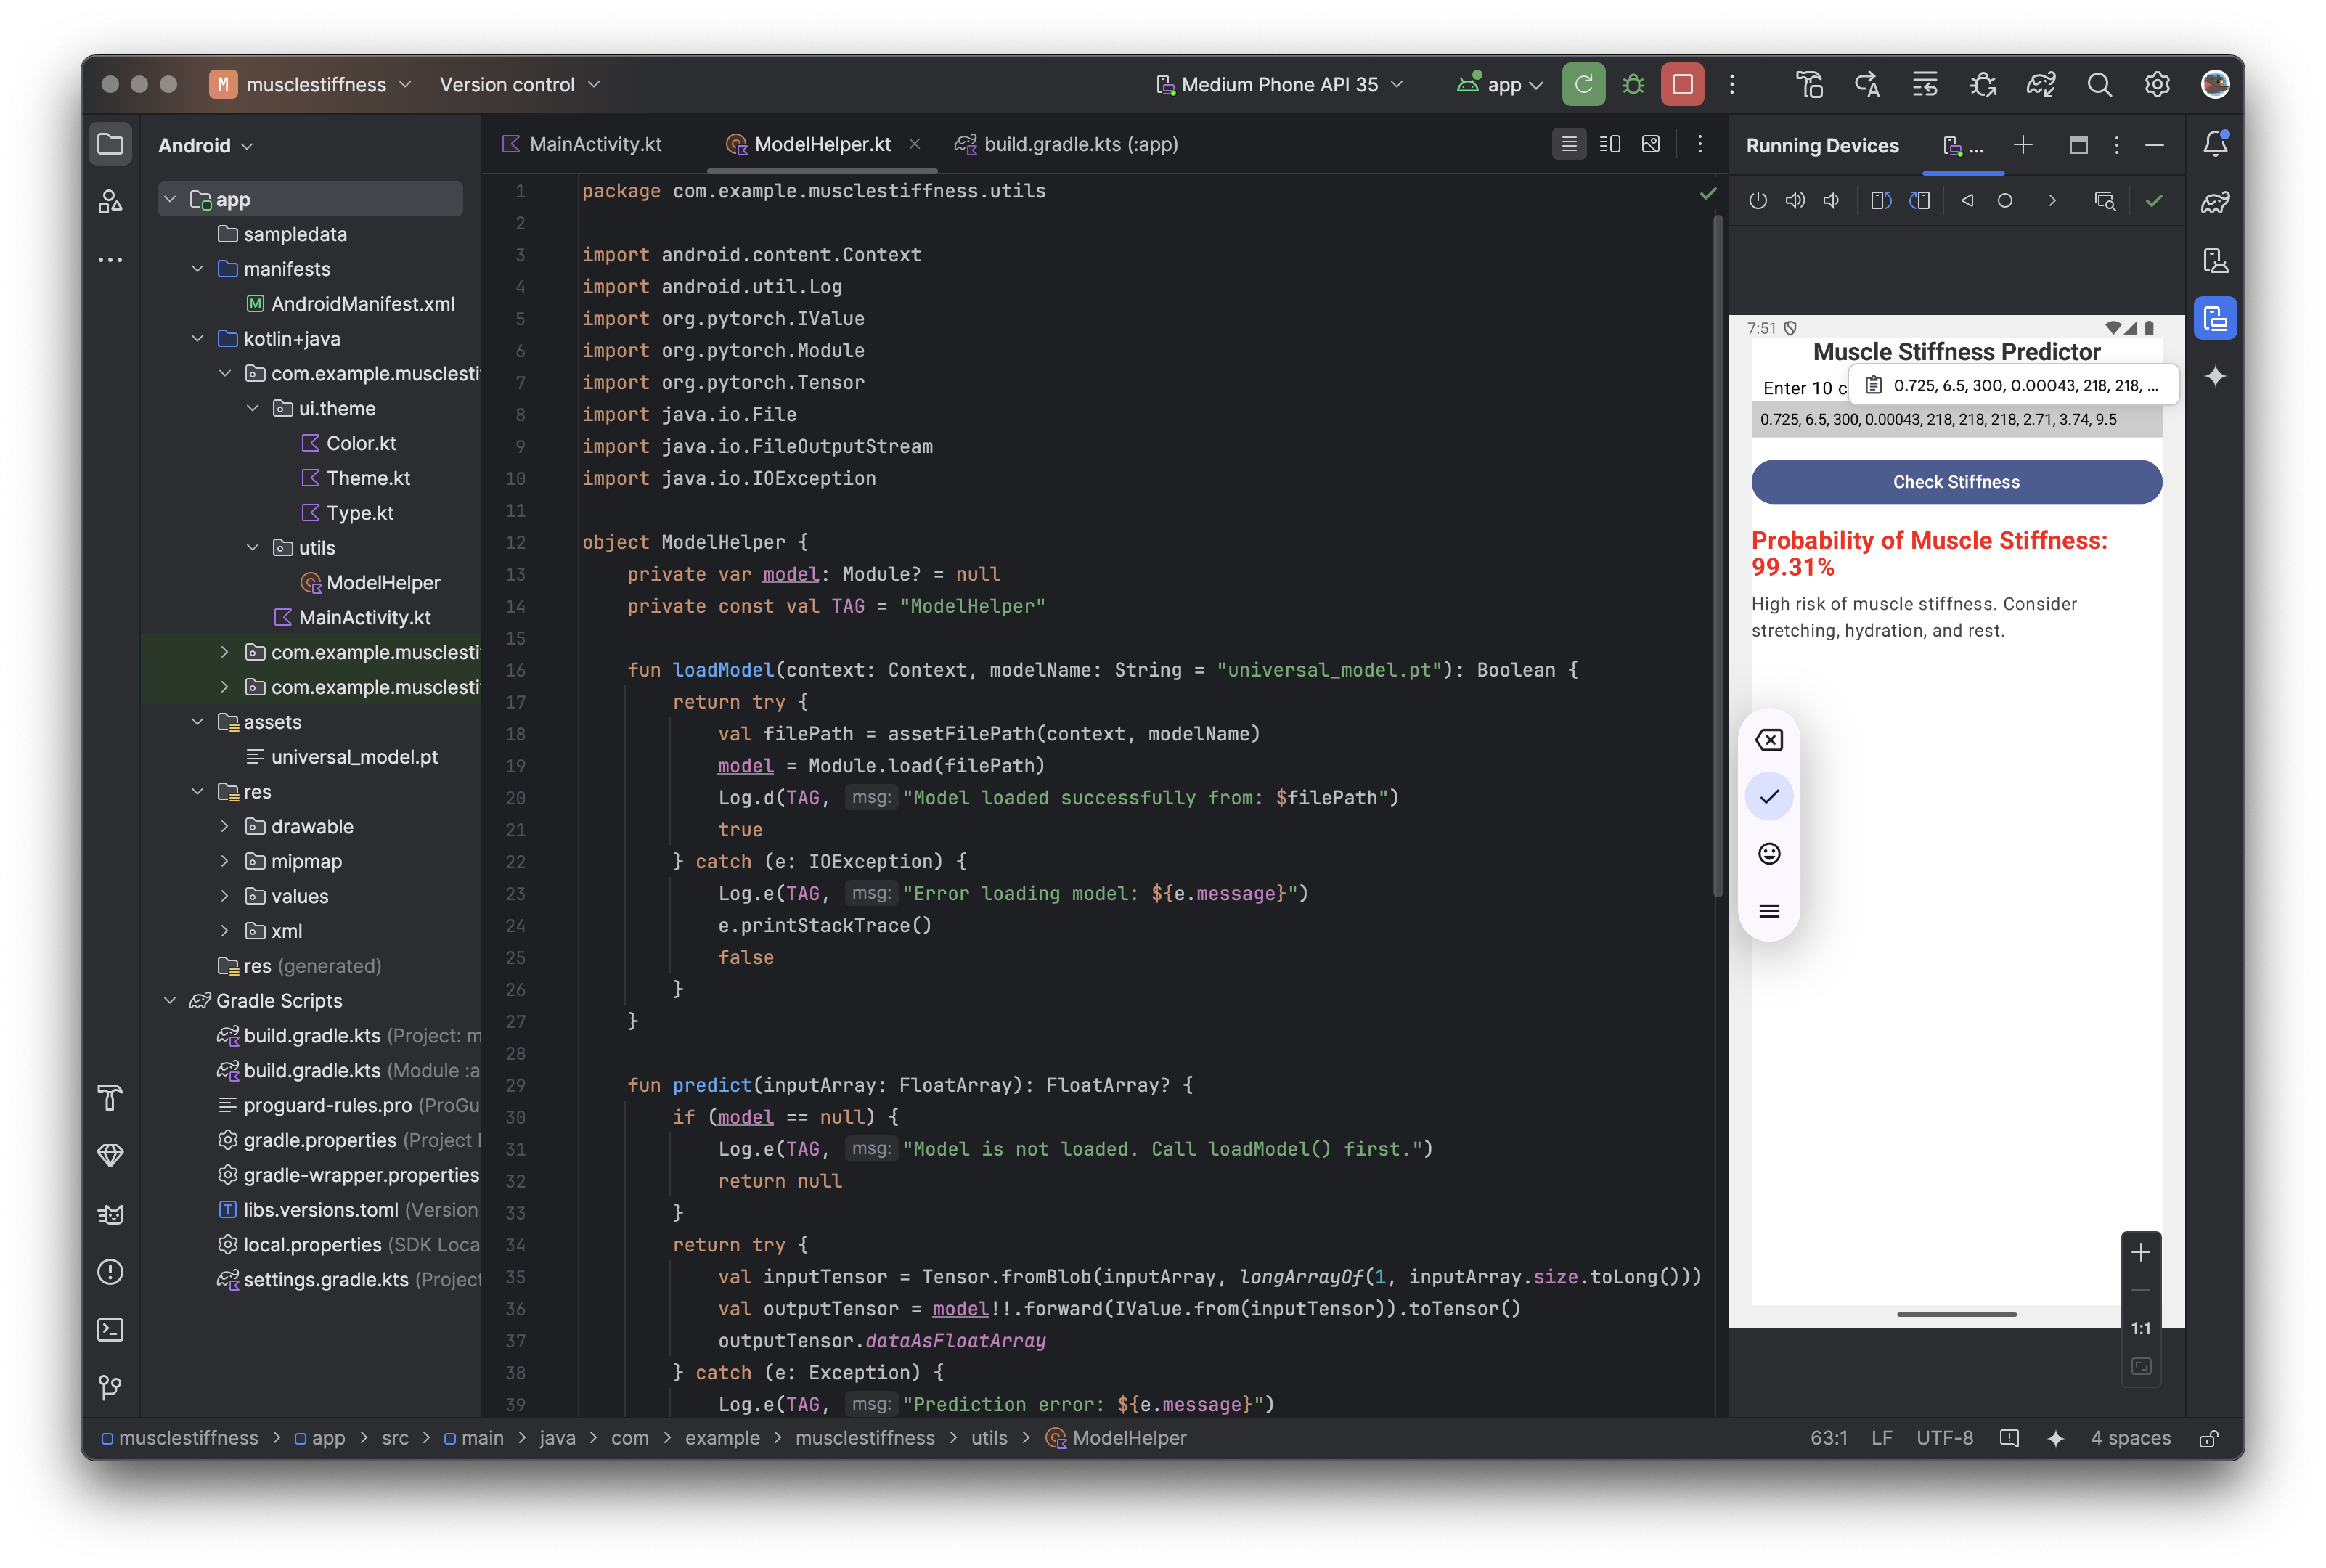 M musclestiffness
Version control
Medium Phone API 35
app
Android
MainActivity.kt
ModelHelper.kt
build.gradle.kts (:app)
Running Devices
...
app
sampledata
manifests
AndroidManifest.xml
kotlin+java
com.example.musclesti
ui.theme
Color.kt
Theme.kt
Type.kt
utils
ModelHelper
MainActivity.kt
com.example.musclesti
com.example.musclesti
assets
universal_model.pt
res
drawable
mipmap
values
xml
res (generated)
Gradle Scripts
build.gradle.kts (Project: m
build.gradle.kts (Module :a
proguard-rules.pro (ProGu
gradle.properties (Project
gradle-wrapper.properties
libs.versions.toml (Version
local.properties (SDK Loca
settings.gradle.kts (Project
1 package com.example.musclestiffness.utils
2
3 import android.content.Context
4 import android.util.Log
5 import org.pytorch.IValue
6 import org.pytorch.Module
7 import org.pytorch.Tensor
8 import java.io.File
9 import java.io.FileOutputStream
10 import java.io.IOException
11
12 object ModelHelper {
13 private var model: Module? = null
14 private const val TAG = "ModelHelper"
15
16 fun loadModel(context: Context, modelName: String = "universal_model.pt"): Boolean {
17 return try {
18 val filePath = assetFilePath(context, modelName)
19 model = Module.load(filePath)
20 Log.d(TAG, msg: "Model loaded successfully from: $filePath")
21 true
22 } catch (e: IOException) {
23 Log.e(TAG, msg: "Error loading model: ${e.message}")
24 e.printStackTrace()
25 false
26 }
27 }
28
29 fun predict(inputArray: FloatArray): FloatArray? {
30 if (model == null) {
31 Log.e(TAG, msg: "Model is not loaded. Call loadModel() first.")
32 return null
33 }
34 return try {
35 val inputTensor = Tensor.fromBlob(inputArray, longArrayOf(1, inputArray.size.toLong()))
36 val outputTensor = model!!.forward(IValue.from(inputTensor)).toTensor()
37 outputTensor.dataAsFloatArray
38 } catch (e: Exception) {
39 Log.e(TAG, msg: "Prediction error: ${e.message}")
7:51
Muscle Stiffness Predictor
Enter 10 c
0.725, 6.5, 300, 0.00043, 218, 218, ...
0.725, 6.5, 300, 0.00043, 218, 218, 218, 2.71, 3.74, 9.5
Check Stiffness
Probability of Muscle Stiffness:
99.31%
High risk of muscle stiffness. Consider
stretching, hydration, and rest.
1:1
musclestiffness > app > src > main > java > com > example > musclestiffness > utils > ModelHelper
63:1 LF UTF-8 4 spaces